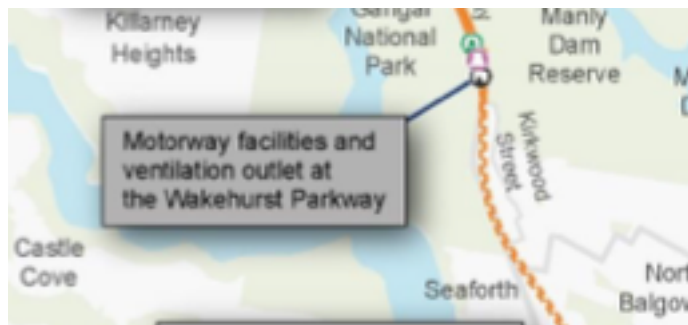 Killarney
Heights
National
Park
Manly
Dam
Reserve
Motorway facilities and
ventilation outlet at
the Wakehurst Parkway
Kirkwood
Street
Castle
Cove
Seaforth